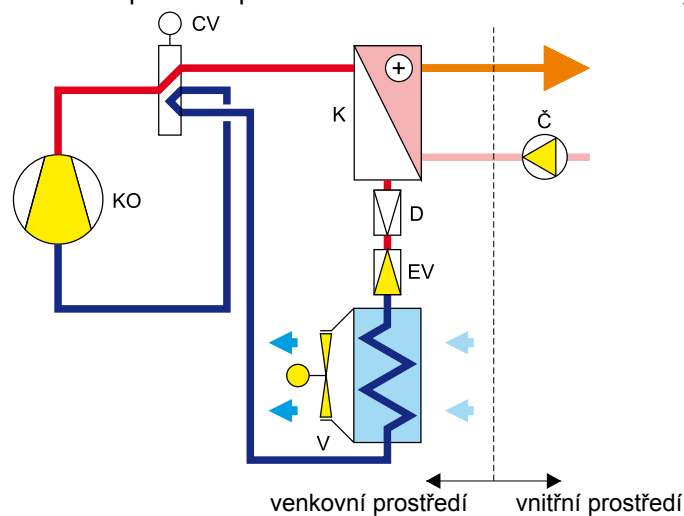 CV
+
K
Č
KO
D
EV
V
venkovní prostředí
vnitřní prostředí